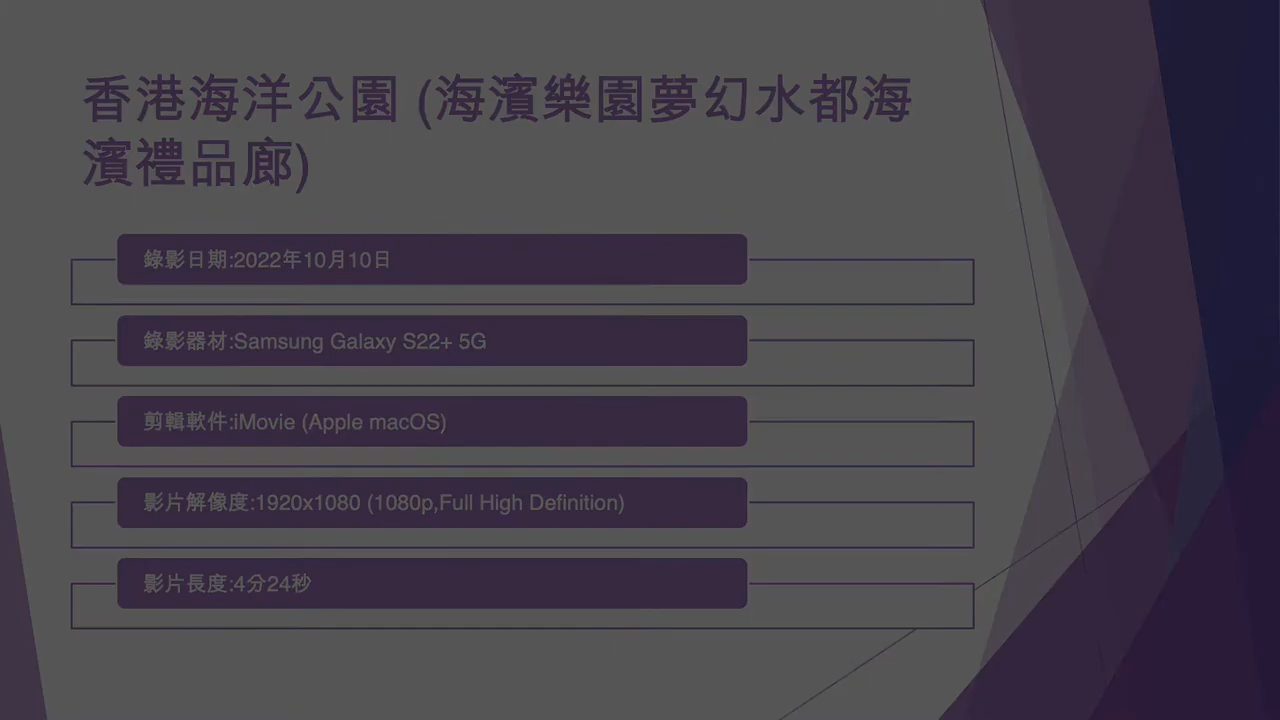 香港海洋公園 (海濱樂園夢幻水都海
濱禮品廊)
錄影日期:2022年10月10日
錄影器材:Samsung Galaxy S22+ 5G
剪輯軟件:iMovie (Apple macOS)
影片解像度:1920x1080 (1080p,Full High Definition)
影片長度:4分24秒